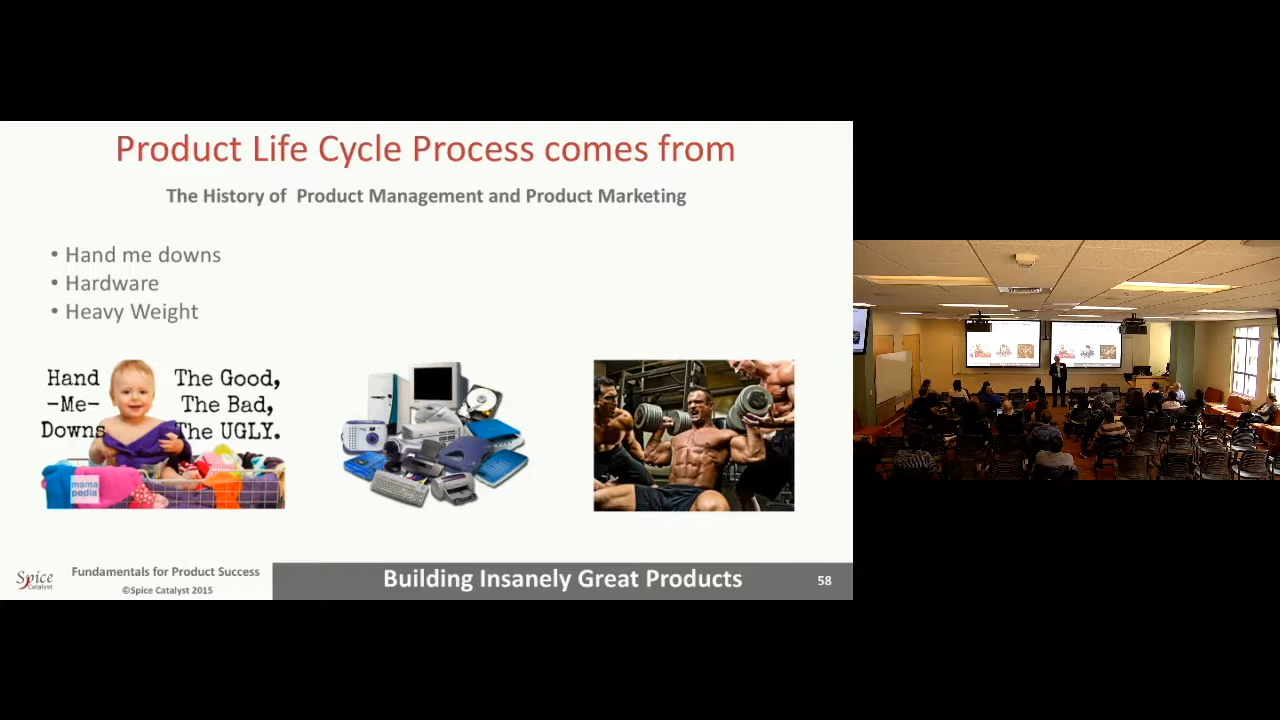 Product Life Cycle Process comes from
The History of Product Management and Product Marketing
• Hand me downs
• Hardware
• Heavy Weight
Hand
-Me-
Downs
The Good,
The Bad,
The UGLY.
mama
pedia
Spice
Catalyst
Fundamentals for Product Success
©Spice Catalyst 2015
Building Insanely Great Products
58